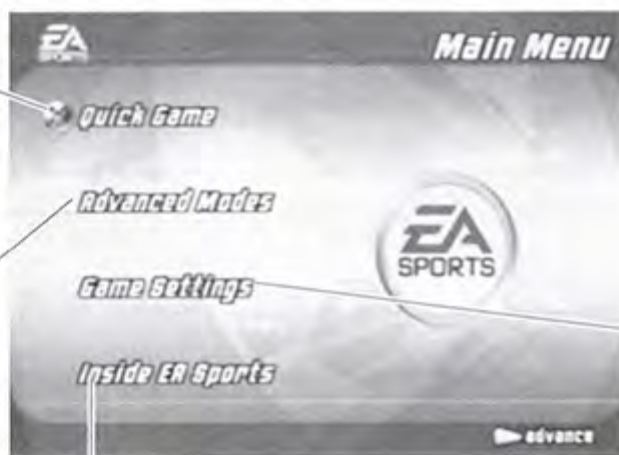 EA SPORTS
Main Menu
Quick Game
Advanced Modes
EA SPORTS
Game Settings
Inside EA Sports
advance